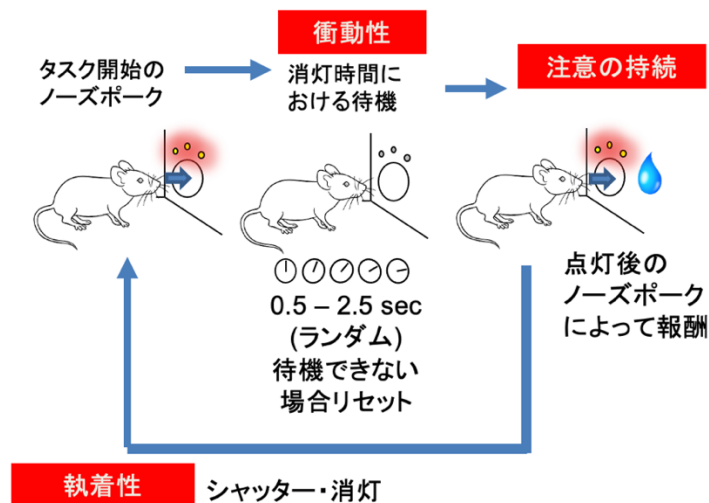 衝動性
注意の持続
タスク開始の
ノーズポーク
消灯時間に
おける待機
0.5 – 2.5 sec
(ランダム)
待機できない
場合リセット
点灯後の
ノーズポーク
によって報酬
執着性
シャッター・消灯